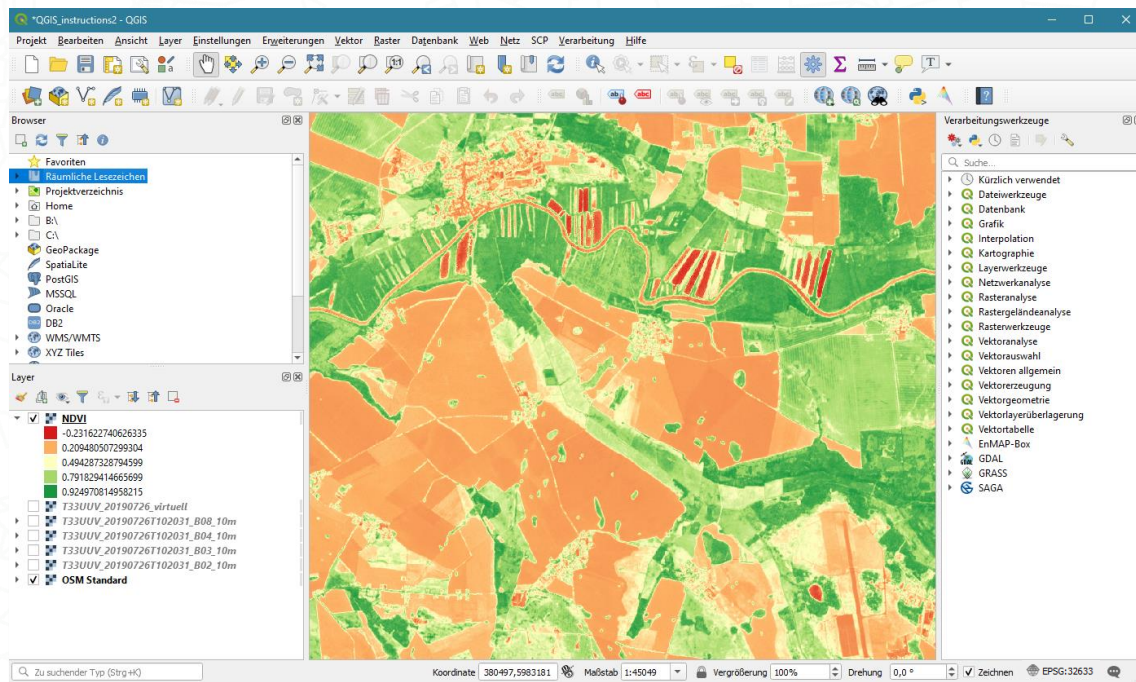 *QGIS_instructions2 - QGIS
Projekt Bearbeiten Ansicht Layer Einstellungen Erweiterungen Vektor Raster Datenbank Web Netz SCP Verarbeitung Hilfe
Browser
Favoriten
Räumliche Lesezeichen
Projektverzeichnis
Home
B:\
C:\
GeoPackage
SpatiaLite
PostGIS
MSSQL
Oracle
DB2
WMS/WMTS
XYZ Tiles
Layer
NDVI
-0.231622740626335
0.209480507299304
0.494287328794599
0.791829414665699
0.924970814958215
T33UUV_20190726_virtuell
T33UUV_20190726T102031_B08_10m
T33UUV_20190726T102031_B04_10m
T33UUV_20190726T102031_B03_10m
T33UUV_20190726T102031_B02_10m
OSM Standard
Verarbeitungswerkzeuge
Suche...
Kürzlich verwendet
Dateiwerkzeuge
Datenbank
Grafik
Interpolation
Kartographie
Layerwerkzeuge
Netzwerkanalyse
Rasteranalyse
Rastergeländeanalyse
Rasterwerkzeuge
Vektoranalyse
Vektorauswahl
Vektoren allgemein
Vektorerzeugung
Vektorgeometrie
Vektorlayerüberlagerung
Vektortabelle
EnMAP-Box
GDAL
GRASS
SAGA
Zu suchender Typ (Strg+K) Koordinate 380497,5983181 Maßstab 1:45049 Vergrößerung 100% Drehung 0,0 ° Zeichnen EPSG:32633